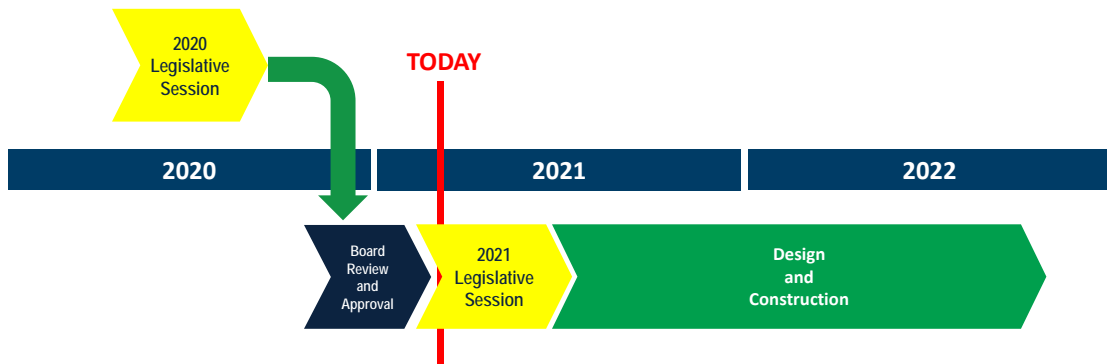 2020
Legislative
Session
TODAY
2020
2021
2022
Board
Review
and
Approval
2021
Legislative
Session
Design
and
Construction